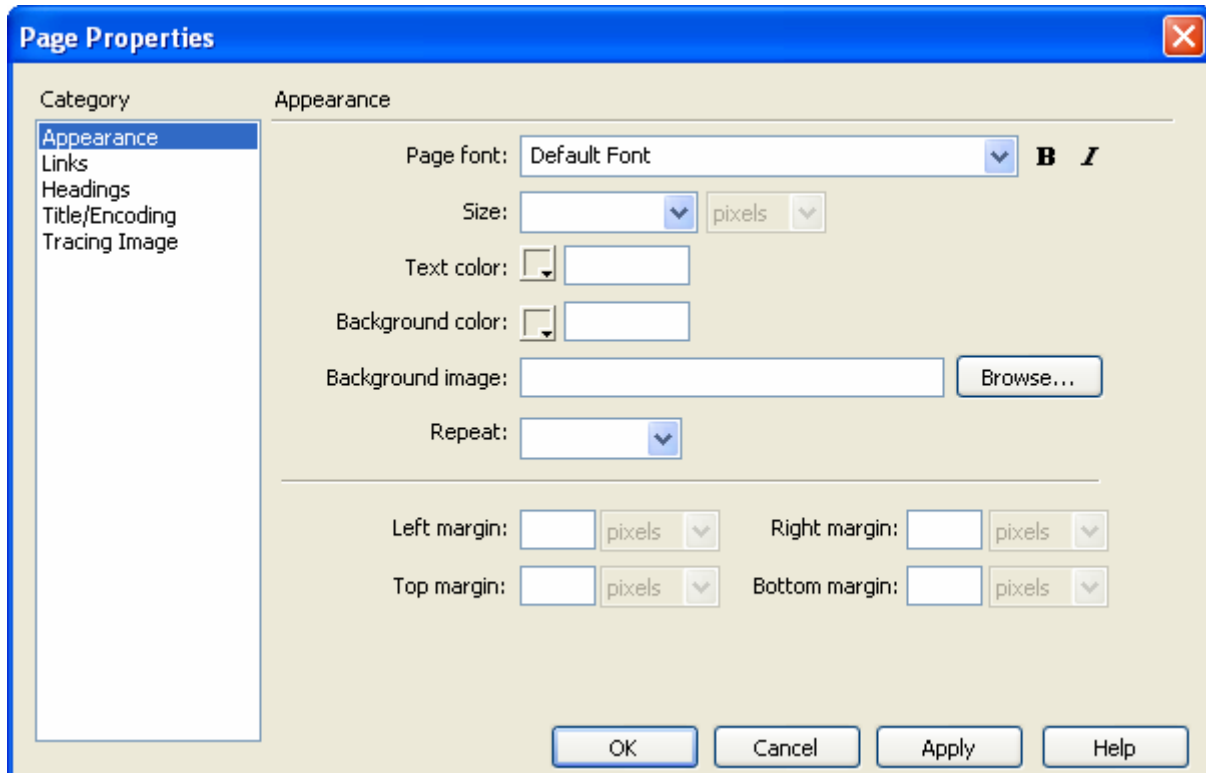 Page Properties
Category
Appearance
Links
Headings
Title/Encoding
Tracing Image
Appearance
Page font: Default Font B I
Size: pixels
Text color:
Background color:
Background image: Browse...
Repeat:
Left margin: pixels Right margin: pixels
Top margin: pixels Bottom margin: pixels
OK Cancel Apply Help